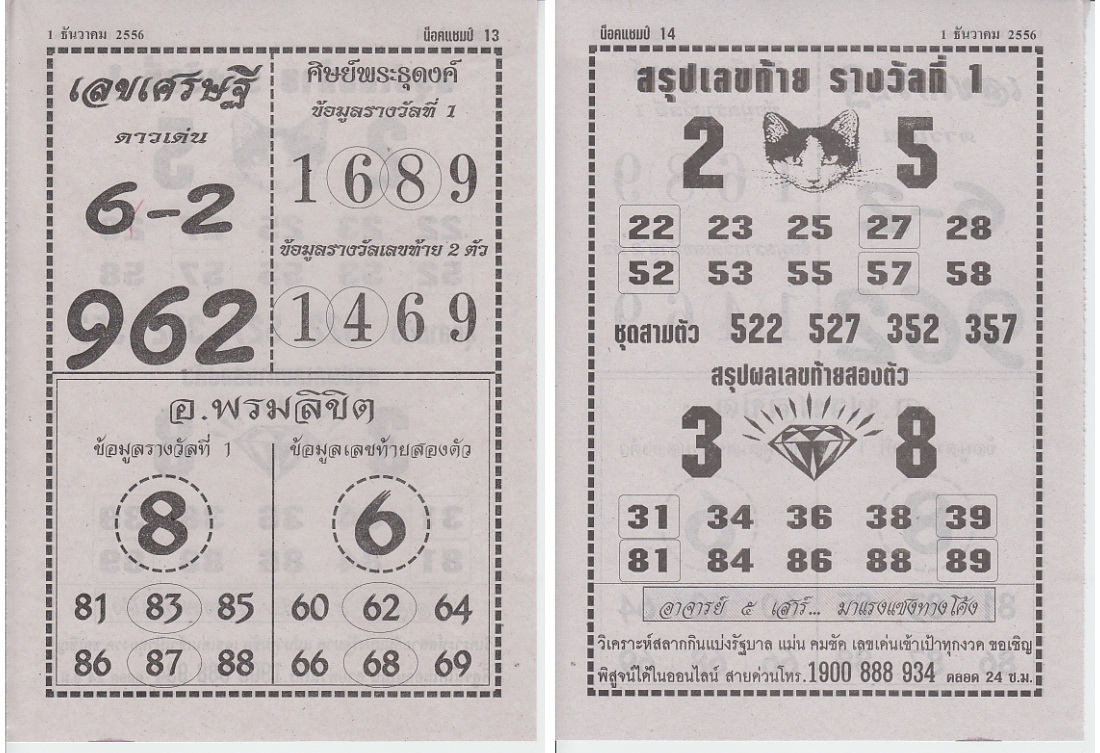 1 ธันวาคม 2556
น็อคแชมป์ 13
เลขเศรษฐี
ดาวเด่น
6-2
962
ศิษย์พระธุดงค์
ข้อมูลรางวัลที่ 1
1 6 8 9
ข้อมูลรางวัลเลขท้าย 2 ตัว
1 4 6 9
อ.พรมลิขิต
ข้อมูลรางวัลที่ 1
8
81 83 85
86 87 88
ข้อมูลเลขท้ายสองตัว
6
60 62 64
66 68 69
น็อคแชมป์ 14
1 ธันวาคม 2556
สรุปเลขท้าย รางวัลที่ 1
2 5
22 23 25 27 28
52 53 55 57 58
ชุดสามตัว 522 527 352 357
สรุปผลเลขท้ายสองตัว
3 8
31 34 36 38 39
81 84 86 88 89
อาจารย์ ๕ เสาร์... มาแรงแซงทางโค้ง
วิเคราะห์สลากกินแบ่งรัฐบาล แม่น คมชัด เลขเด่นเข้าเป้าทุกงวด ขอเชิญ
พิสูจน์ได้ในออนไลน์ สายด่วนโทร.1900 888 934 ตลอด 24 ช.ม.